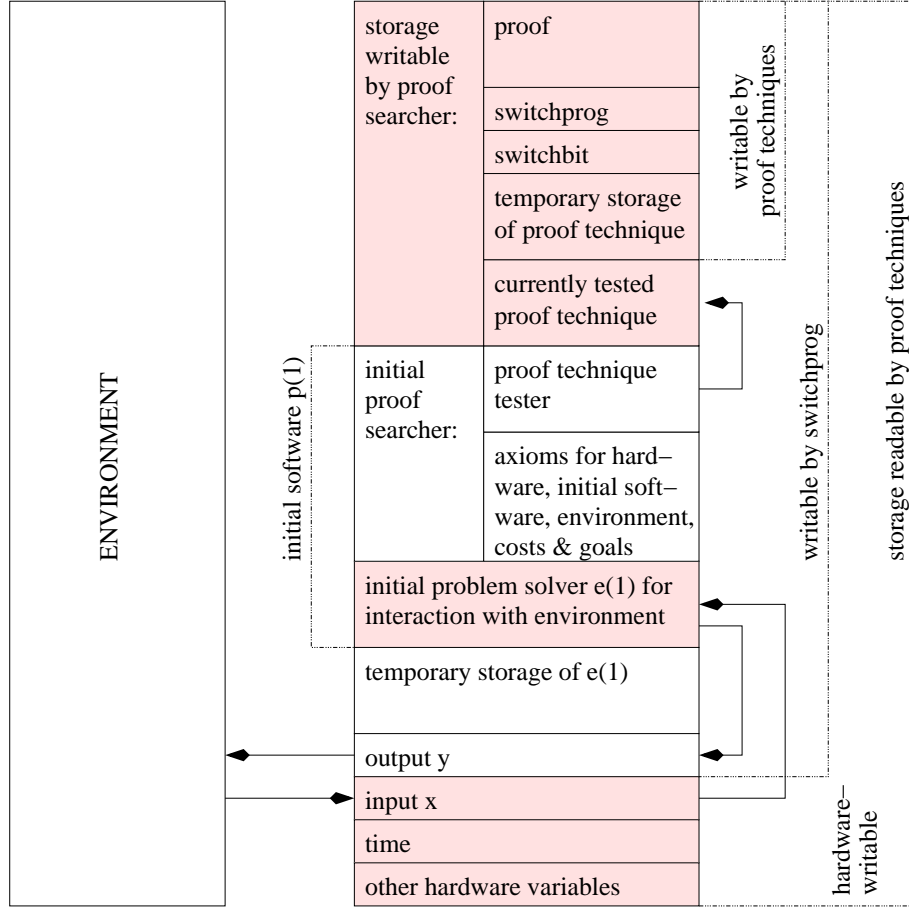 ENVIRONMENT
initial software p(1)
storage
writable
by proof
searcher:
proof
switchprog
switchbit
temporary storage
of proof technique
currently tested
proof technique
initial
proof
searcher:
proof technique
tester
axioms for hard−
ware, initial soft−
ware, environment,
costs & goals
initial problem solver e(1) for
interaction with environment
temporary storage of e(1)
output y
input x
time
other hardware variables
writable by
proof techniques
writable by switchprog
hardware−
writable
storage readable by proof techniques